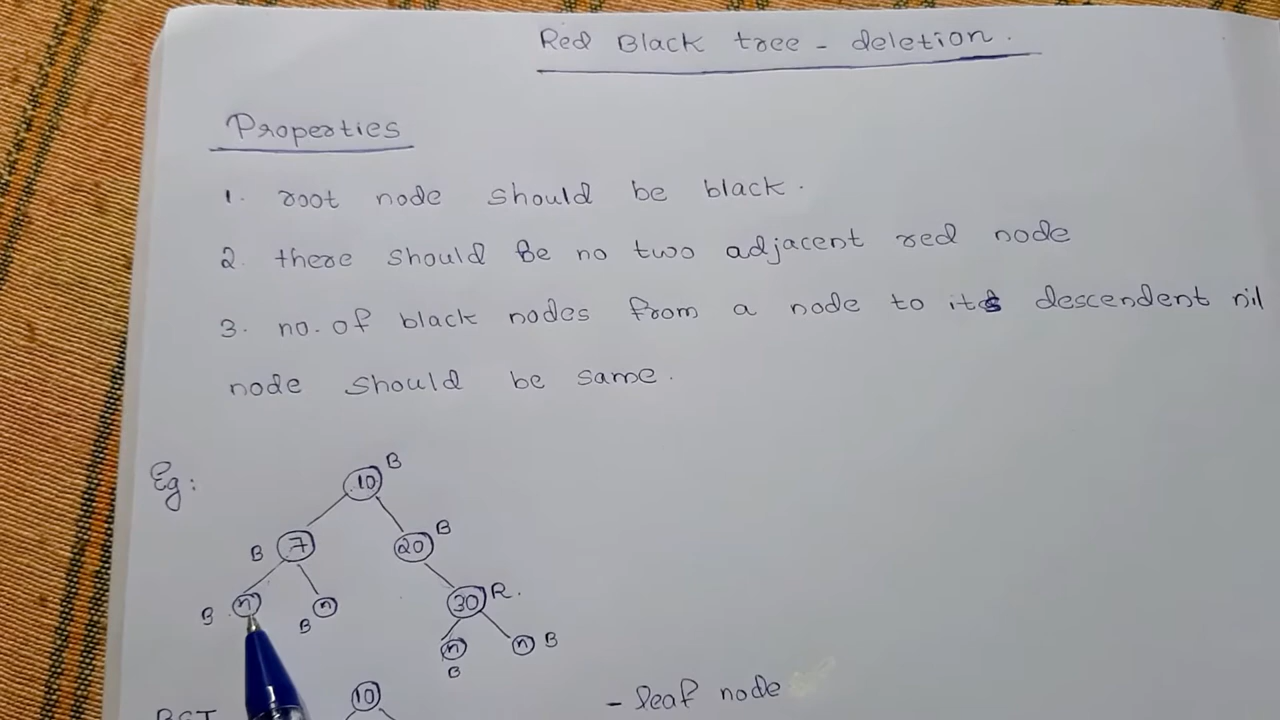 Red Black tree - deletion.
Properties
1. root node should be black.
2. there should be no two adjacent red node
3. no. of black nodes from a node to its descendent nil
node should be same.
Eg:
10 B
B 7 20 B
B n n 30 R.
B n n B
B
10
- leaf node
BST